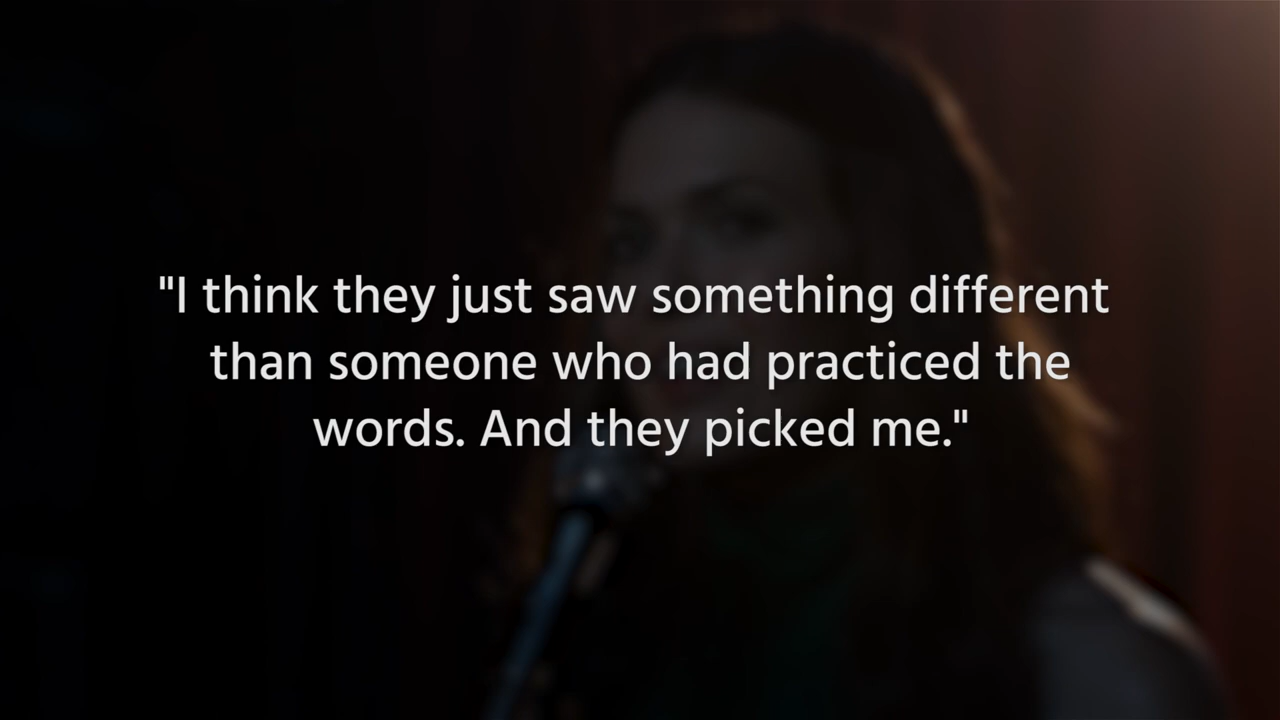 "I think they just saw something different
than someone who had practiced the
words. And they picked me."